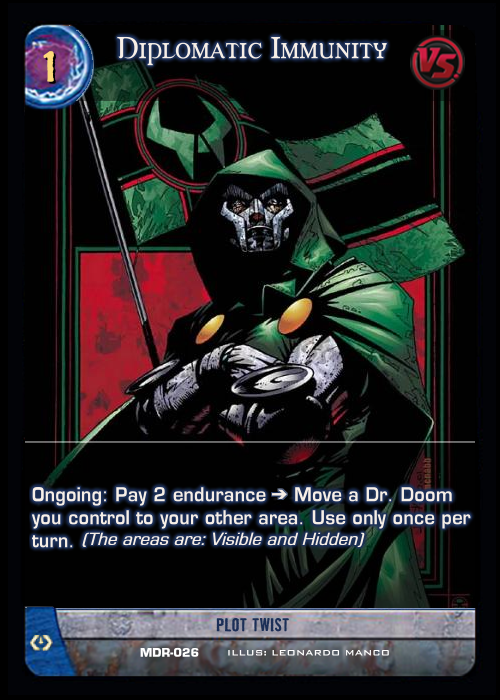 1
DIPLOMATIC IMMUNITY
VS
Ongoing: Pay 2 endurance ➔ Move a Dr. Doom
you control to your other area. Use only once per
turn. (The areas are: Visible and Hidden)
PLOT TWIST
MDR-026 ILLUS: LEONARDO MANCO